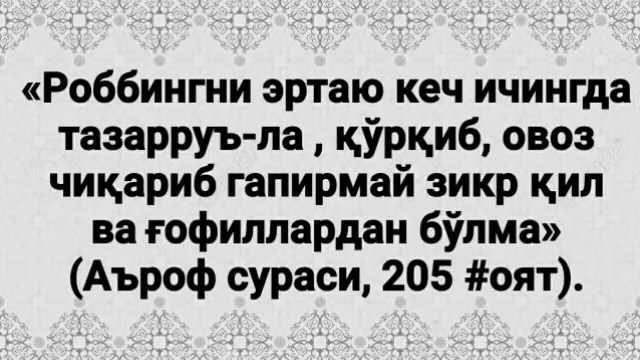 «Роббингни эртаю кеч ичингда
тазарруъ-ла , қўрқиб, овоз
чиқариб гапирмай зикр қил
ва ғофиллардан бўлма»
(Аъроф сураси, 205 #оят).